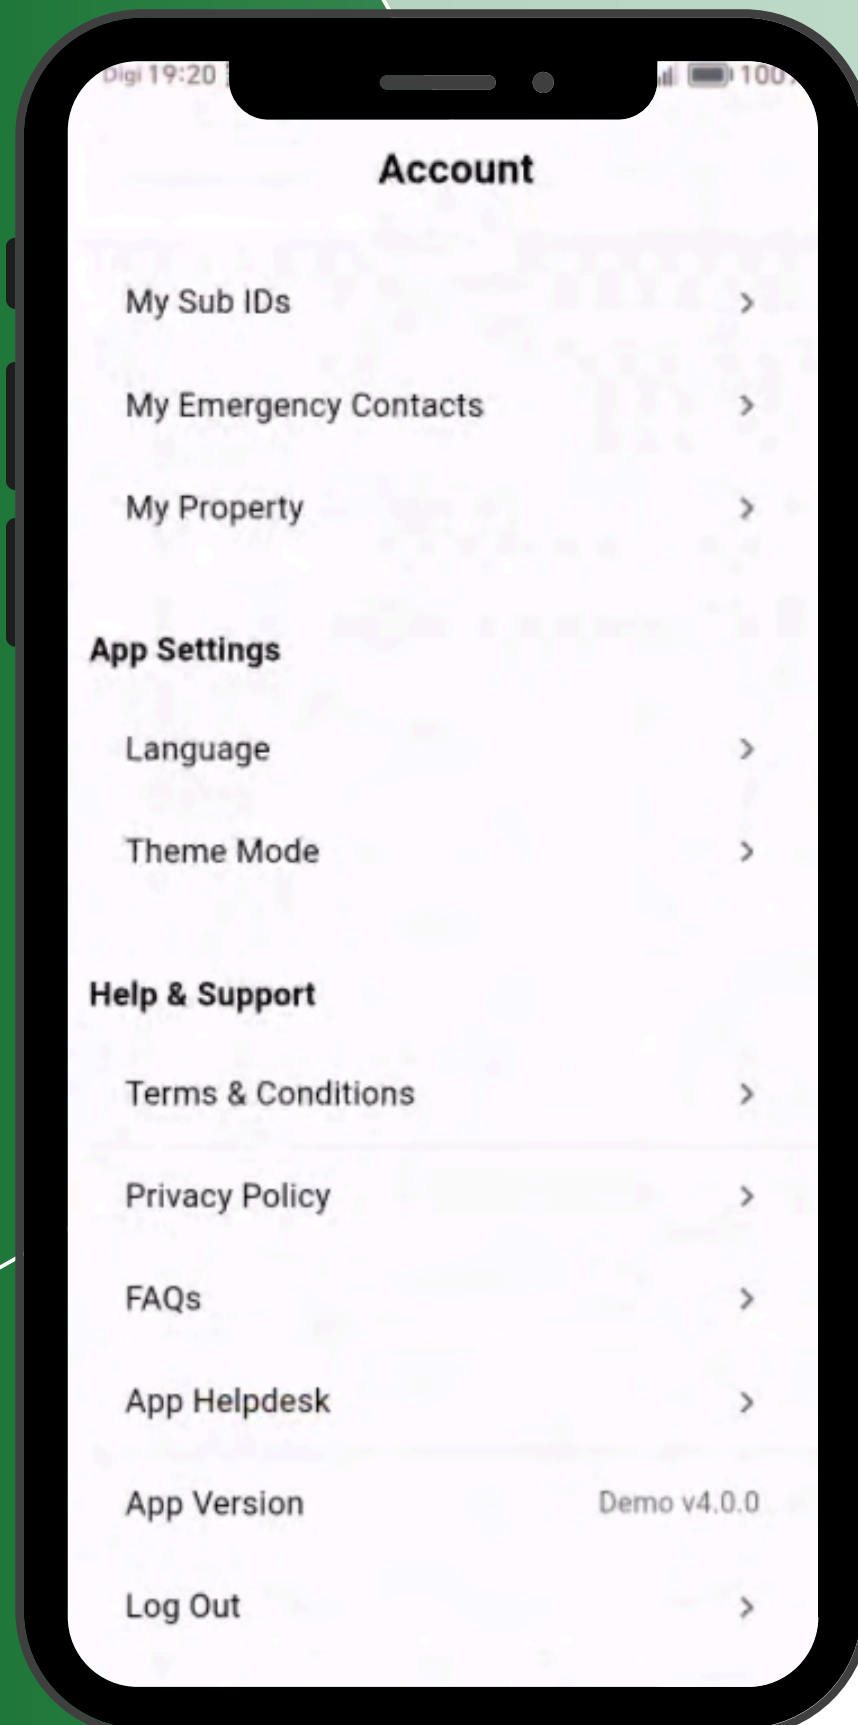 Digi 19:20
100
Account
My Sub IDs
My Emergency Contacts
My Property
App Settings
Language
Theme Mode
Help & Support
Terms & Conditions
Privacy Policy
FAQs
App Helpdesk
App Version Demo v4.0.0
Log Out